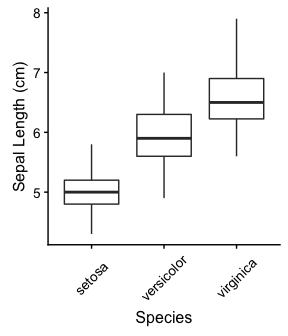 8
7
6
5
Sepal Length (cm)
setosa
versicolor
virginica
Species